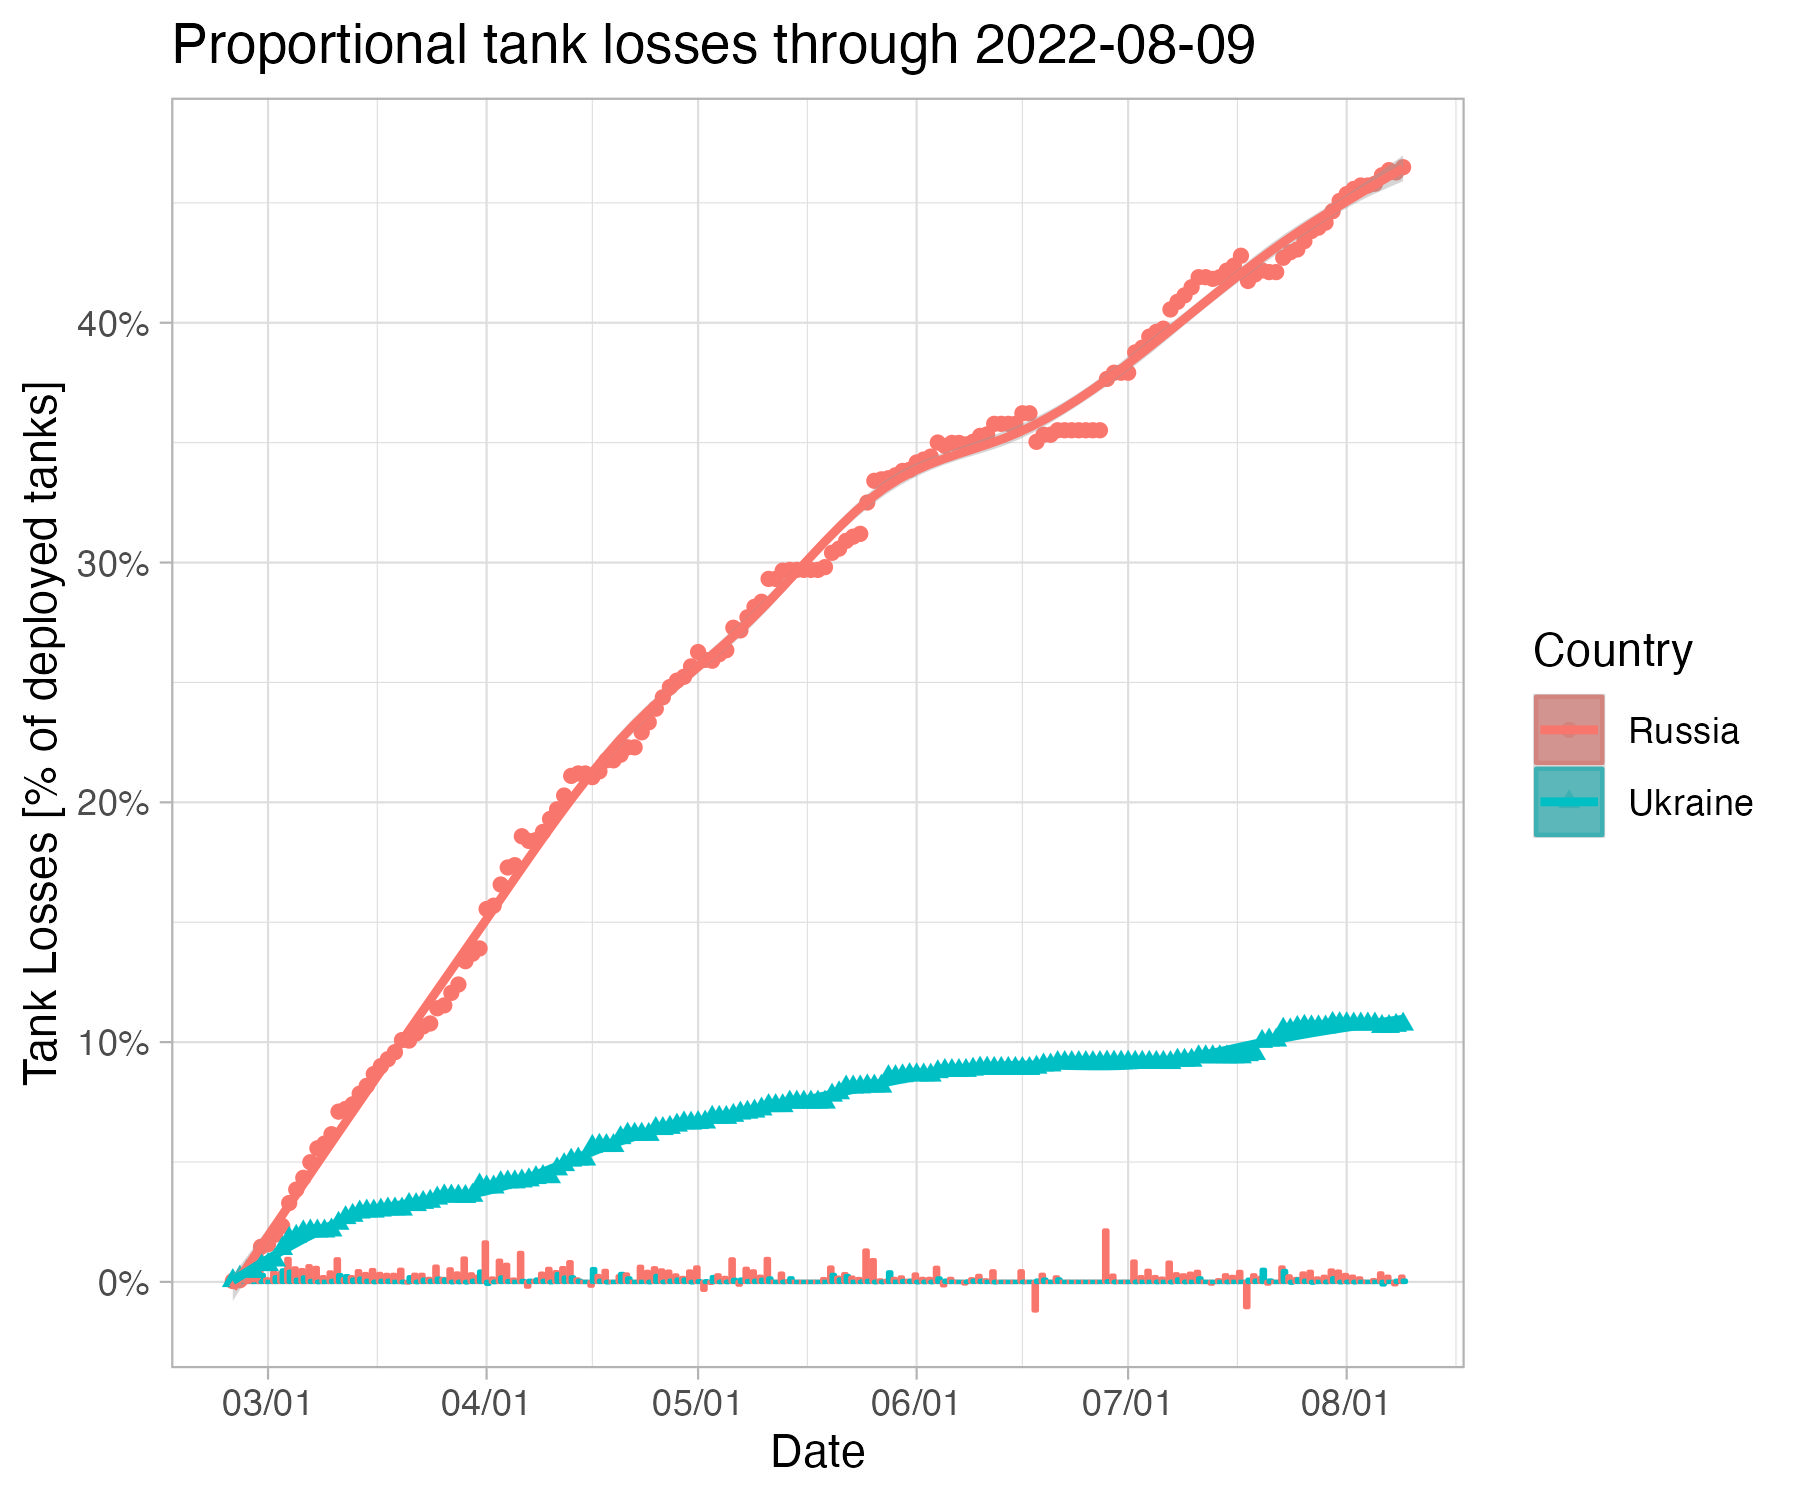 Proportional tank losses through 2022-08-09
Tank Losses [% of deployed tanks]
40%
30%
20%
10%
0%
03/01
04/01
05/01
06/01
07/01
08/01
Date
Country
Russia
Ukraine